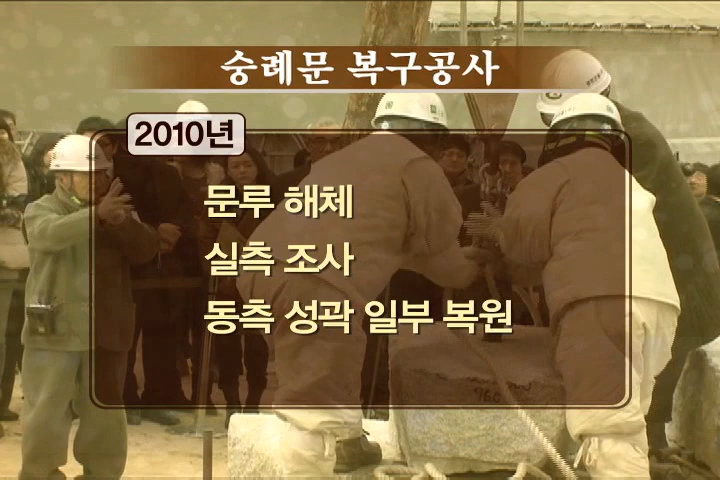 숭례문 복구공사
2010년
문루 해체
실측 조사
동측 성곽 일부 복원